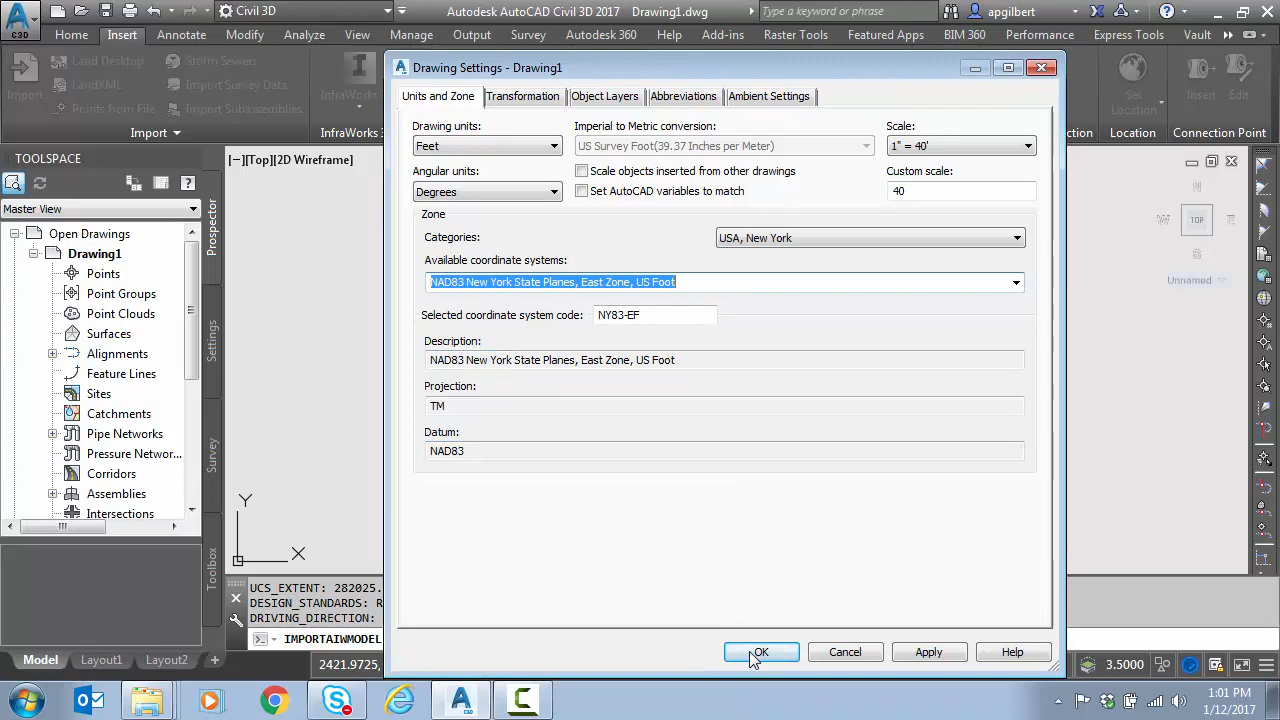 Civil 3D
Autodesk AutoCAD Civil 3D 2017 Drawing1.dwg
Type a keyword or phrase
apgilbert
C3D
Home Insert Annotate Modify Analyze View Manage Output Survey Autodesk 360 Help Add-ins Raster Tools Featured Apps BIM 360 Performance Express Tools Vault
Import
Land Desktop
LandXML
Points from File
Storm Sewers
Import Survey Data
Import Subassemblies
Import
InfraWorks
InfraWorks
Set
Location
Location
Insert Edit
Connection Point
TOOLSPACE
Master View
Open Drawings
Drawing1
Points
Point Groups
Point Clouds
Surfaces
Alignments
Feature Lines
Sites
Catchments
Pipe Networks
Pressure Networ...
Corridors
Assemblies
Intersections
Prospector
Settings
Survey
Toolbox
[−][Top][2D Wireframe]
Drawing Settings - Drawing1
Units and Zone Transformation Object Layers Abbreviations Ambient Settings
Drawing units: Imperial to Metric conversion: Scale:
Feet US Survey Foot(39.37 Inches per Meter) 1" = 40'
Angular units: Scale objects inserted from other drawings Custom scale:
Degrees Set AutoCAD variables to match 40
Zone
Categories: USA, New York
Available coordinate systems:
NAD83 New York State Planes, East Zone, US Foot
Selected coordinate system code: NY83-EF
Description:
NAD83 New York State Planes, East Zone, US Foot
Projection:
TM
Datum:
NAD83
OK Cancel Apply Help
N
W TOP E
S
Unnamed
Y
X
UCS_EXTENT: 282025.
DESIGN_STANDARDS: R
DRIVING_DIRECTION:
IMPORTAIWMODEL
Model Layout1 Layout2 +
2421.9725,
3.5000
1:01 PM
1/12/2017